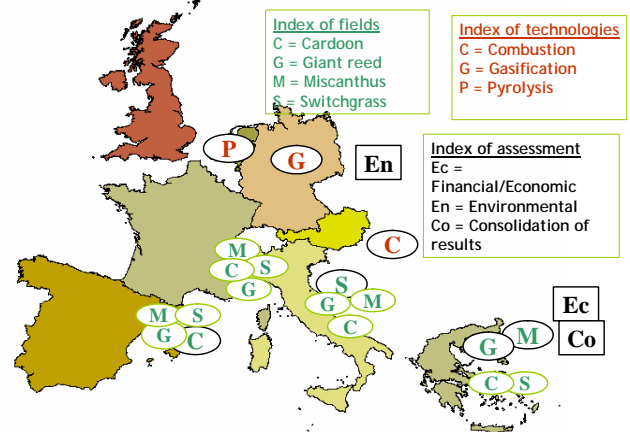 Index of fields
C = Cardoon
G = Giant reed
M = Miscanthus
S = Switchgrass
Index of technologies
C = Combustion
G = Gasification
P = Pyrolysis
Index of assessment
Ec =
Financial/Economic
En = Environmental
Co = Consolidation of
results
P
G
En
C
M
C
S
G
S
G
M
C
M
S
G
C
Ec
Co
G
M
C
S